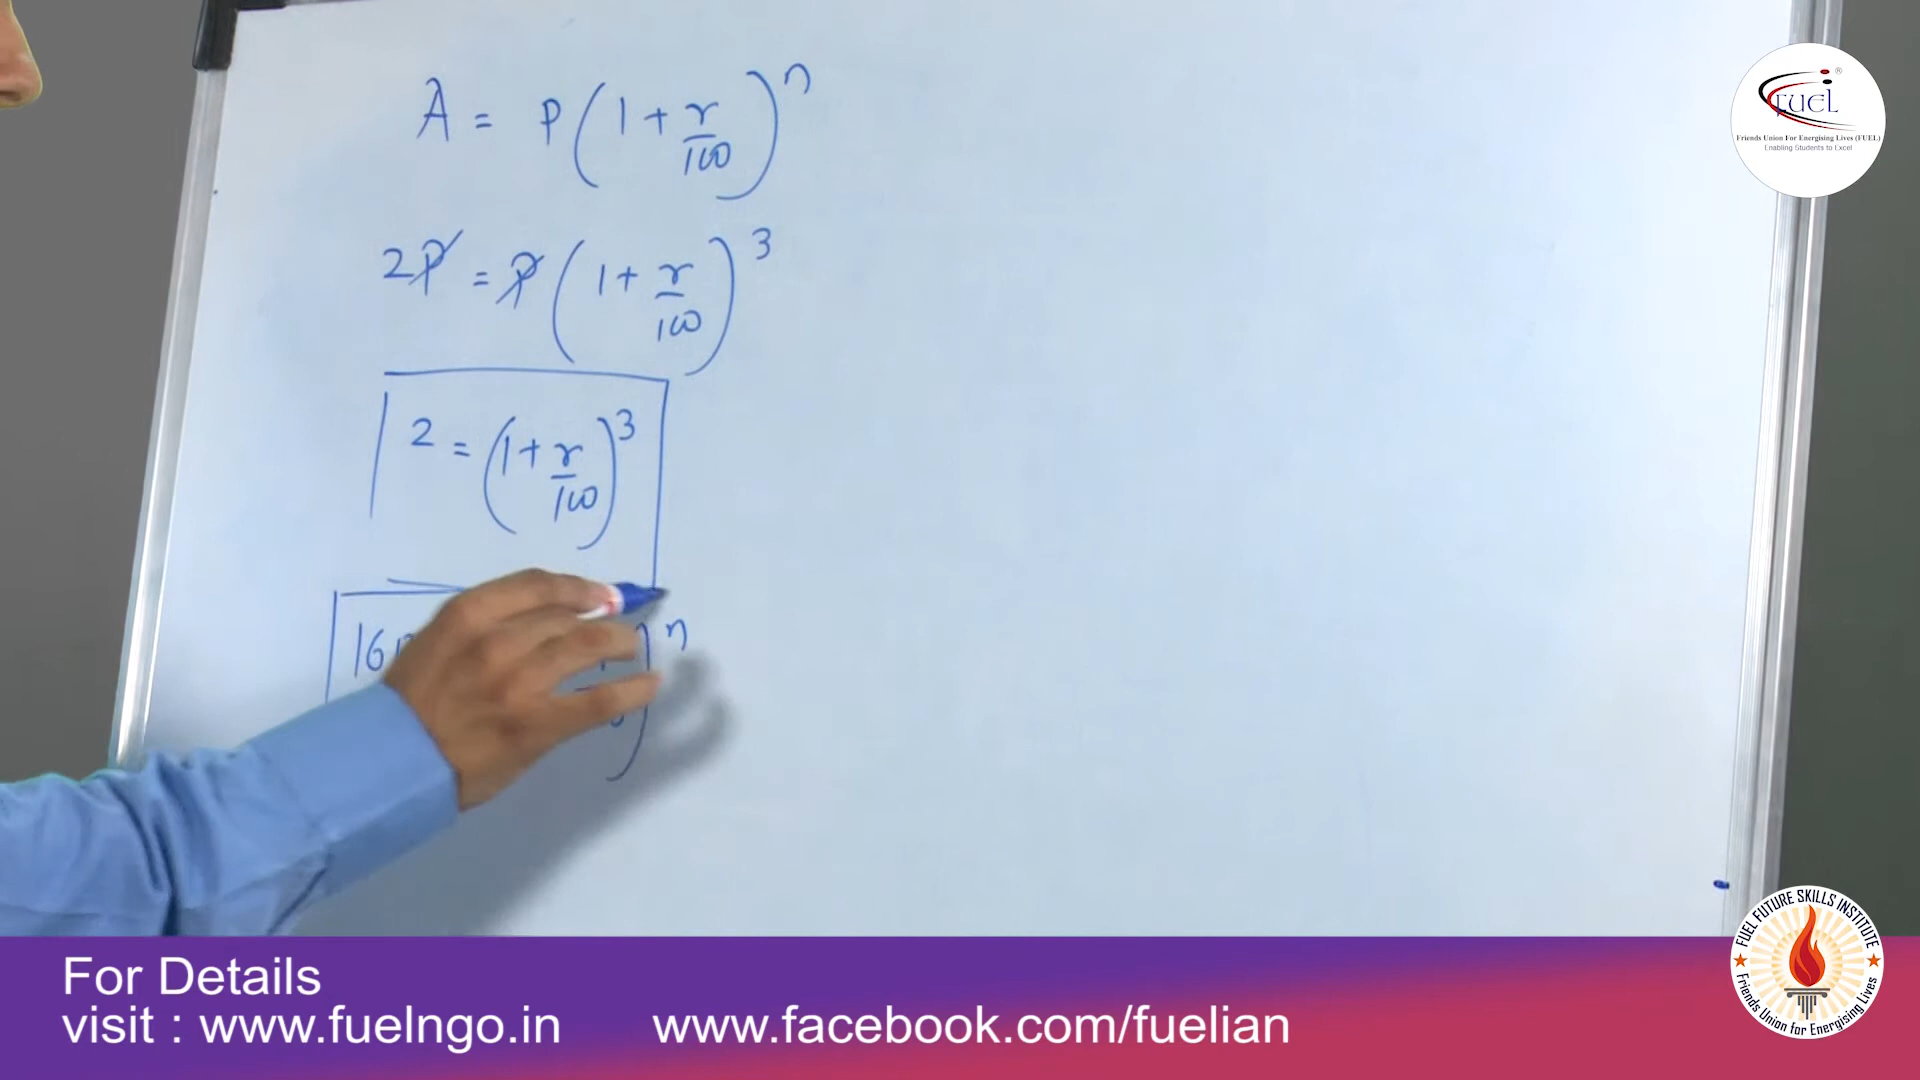 A = P(1 + r/100)^n
2P = P(1 + r/100)^3
2 = (1 + r/100)^3
16
n
FUEL
Friends Union For Energising Lives (FUEL)
Enabling Students to Excel
FUEL FUTURE SKILLS INSTITUTE
Friends Union for Energising Lives
For Details
visit : www.fuelngo.in www.facebook.com/fuelian